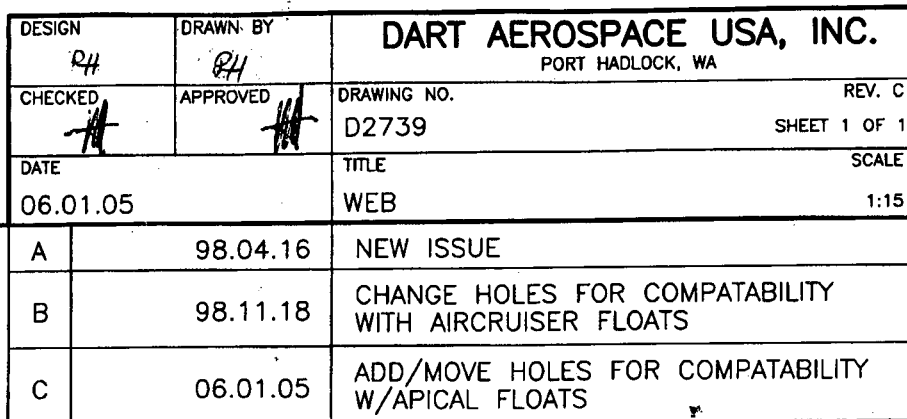 DESIGN
DRAWN BY
DART AEROSPACE USA, INC.
PORT HADLOCK, WA
RH
RH
CHECKED
APPROVED
DRAWING NO.
REV. C
D2739
SHEET 1 OF 1
DATE
TITLE
SCALE
06.01.05
WEB
1:15
A
98.04.16
NEW ISSUE
B
98.11.18
CHANGE HOLES FOR COMPATABILITY
WITH AIRCRUISER FLOATS
C
06.01.05
ADD/MOVE HOLES FOR COMPATABILITY
W/APICAL FLOATS